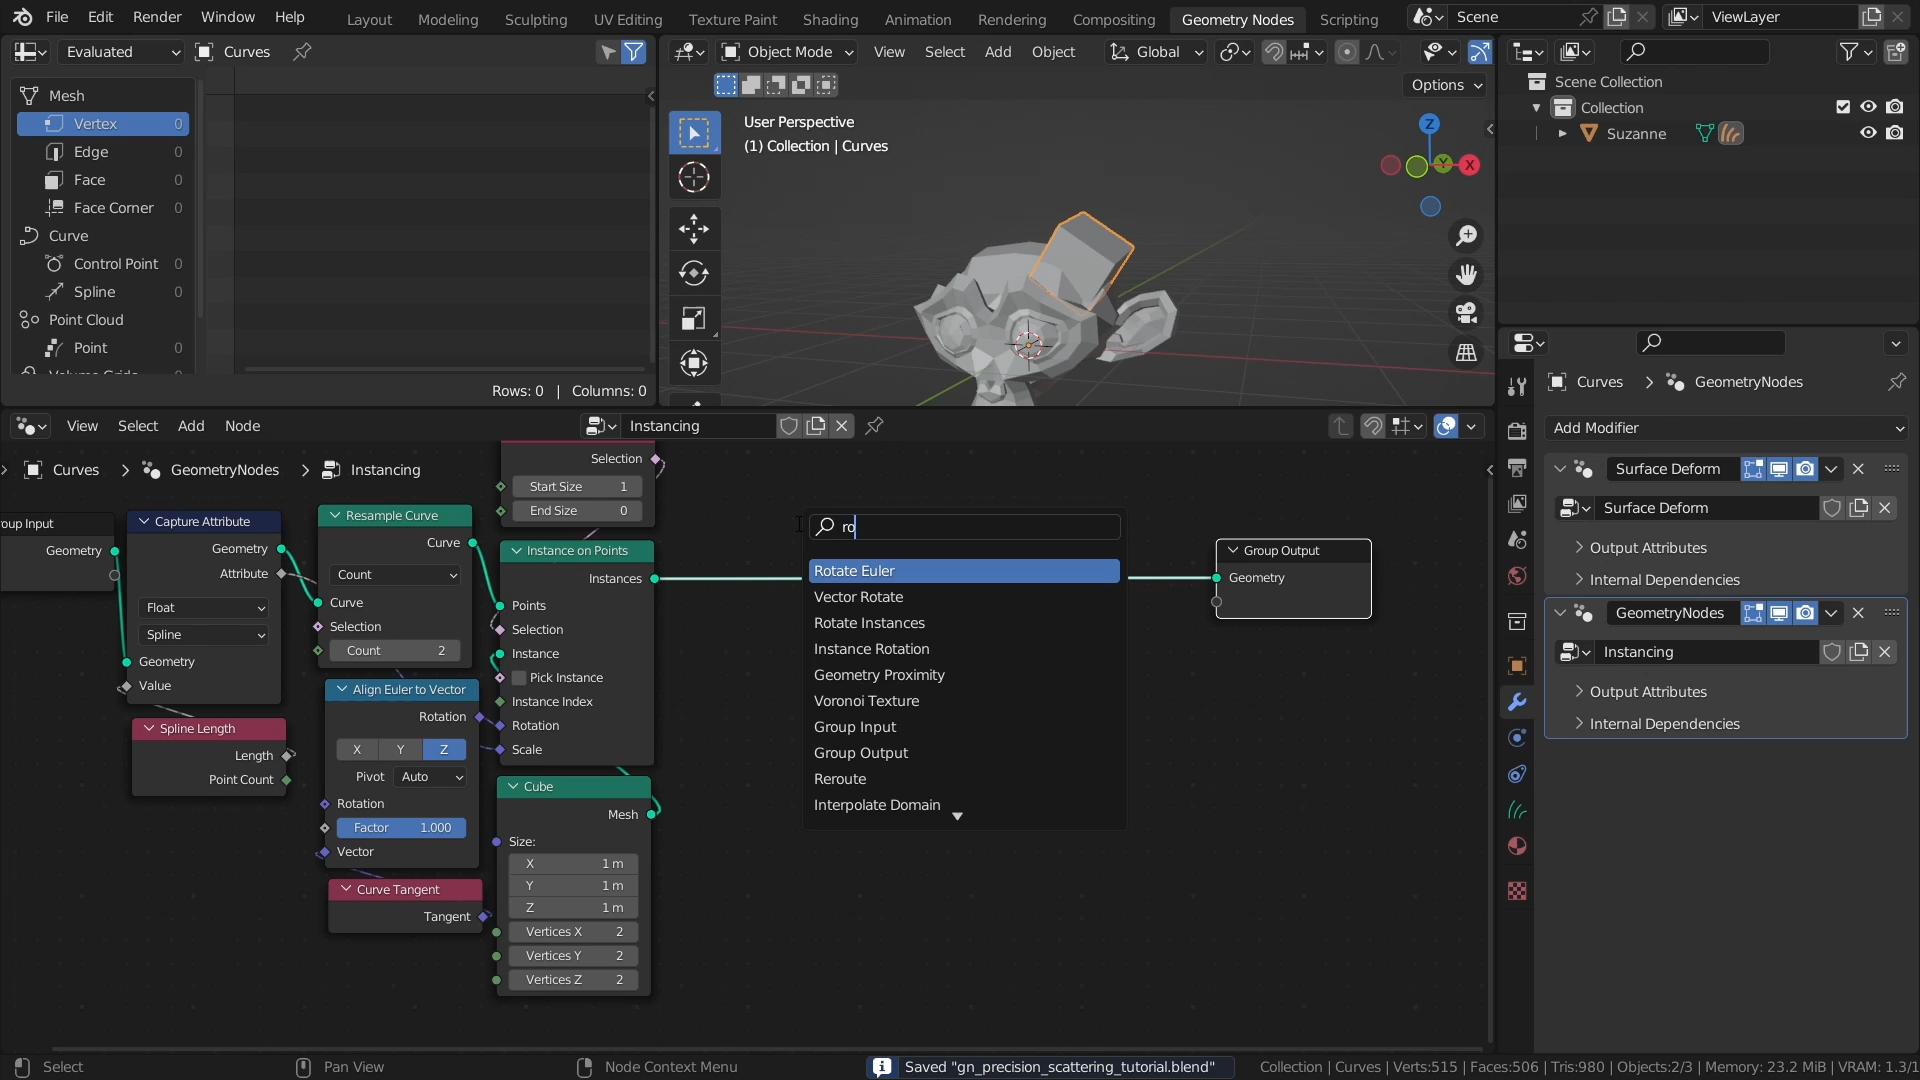 File Edit Render Window Help Layout Modeling Sculpting UV Editing Texture Paint Shading Animation Rendering Compositing Geometry Nodes Scripting Scene ViewLayer
Evaluated Curves
Mesh
Vertex 0
Edge 0
Face 0
Face Corner 0
Curve
Control Point 0
Spline 0
Point Cloud
Point 0
Rows: 0 | Columns: 0
Object Mode View Select Add Object Global
Options
User Perspective
(1) Collection | Curves
Z
Y
X
Scene Collection
Collection
Suzanne
Curves GeometryNodes
Add Modifier
Surface Deform
Surface Deform
Output Attributes
Internal Dependencies
GeometryNodes
Instancing
Output Attributes
Internal Dependencies
View Select Add Node Instancing
Curves GeometryNodes Instancing
oup Input
Geometry
Capture Attribute
Geometry
Attribute
Float
Spline
Geometry
Value
Spline Length
Length
Point Count
Resample Curve
Curve
Count
Curve
Selection
Count 2
Align Euler to Vector
Rotation
X Y Z
Pivot Auto
Rotation
Factor 1.000
Vector
Curve Tangent
Tangent
Selection
Start Size 1
End Size 0
Instance on Points
Instances
Points
Selection
Instance
Pick Instance
Instance Index
Rotation
Scale
Cube
Mesh
Size:
X 1 m
Y 1 m
Z 1 m
Vertices X 2
Vertices Y 2
Vertices Z 2
ro
Rotate Euler
Vector Rotate
Rotate Instances
Instance Rotation
Geometry Proximity
Voronoi Texture
Group Input
Group Output
Reroute
Interpolate Domain
Group Output
Geometry
Select Pan View Node Context Menu Saved "gn_precision_scattering_tutorial.blend" Collection | Curves | Verts:515 | Faces:506 | Tris:980 | Objects:2/3 | Memory: 23.2 MiB | VRAM: 1.3/1